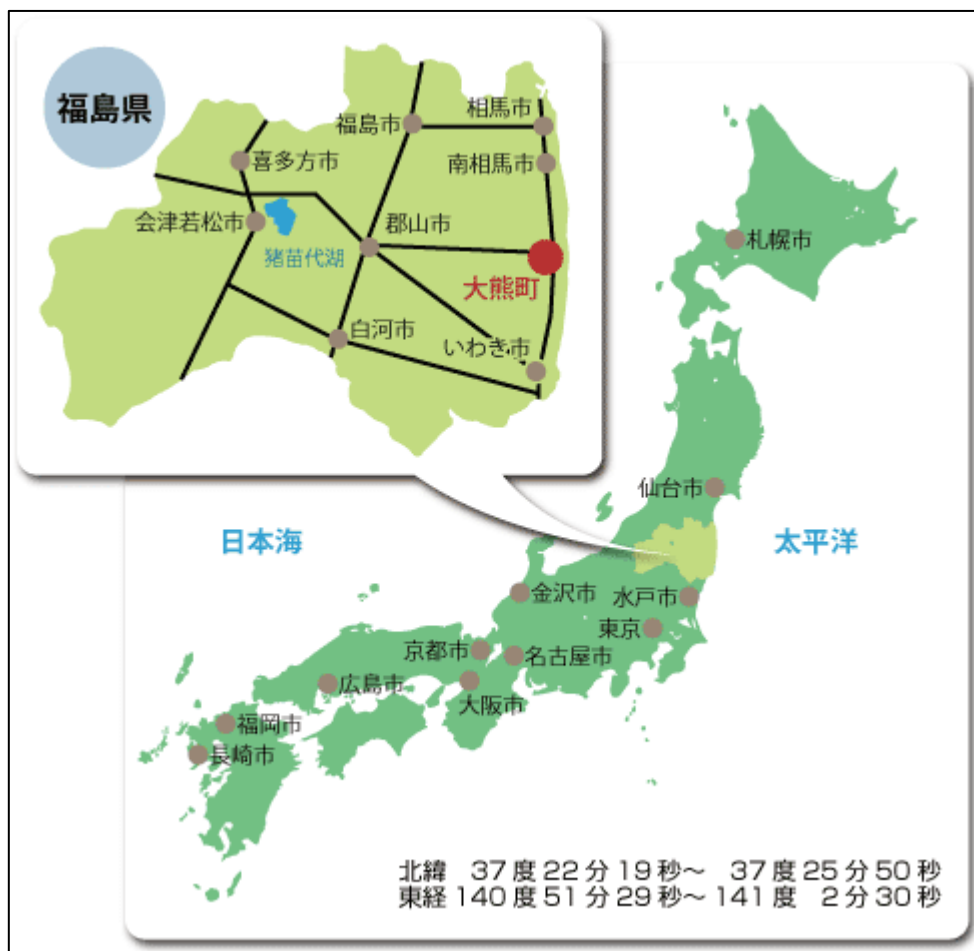 福島県
相馬市
福島市
喜多方市
南相馬市
会津若松市
郡山市
猪苗代湖
大熊町
白河市
いわき市
札幌市
仙台市
日本海
太平洋
金沢市
水戸市
東京
京都市
名古屋市
広島市
大阪市
福岡市
長崎市
北緯 37度22分19秒～ 37度25分50秒
東経 140度51分29秒～ 141度 2分30秒